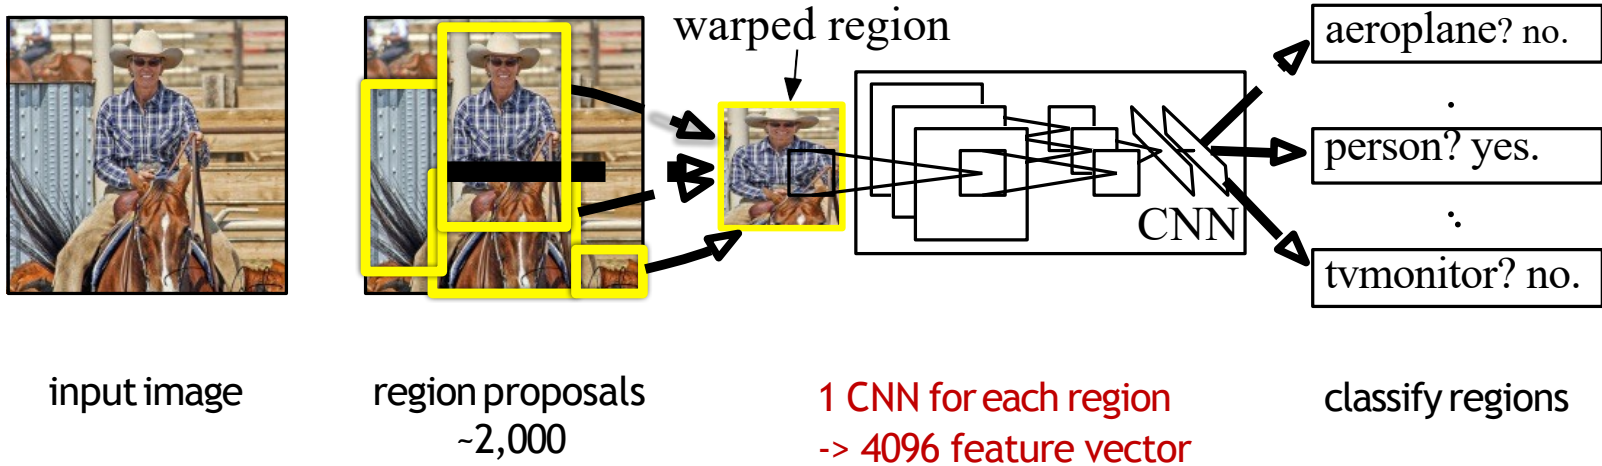 warped region
aeroplane? no.
.
person? yes.
CNN
:.
tvmonitor? no.
input image
region proposals
~2,000
1 CNN for each region
-> 4096 feature vector
classify regions